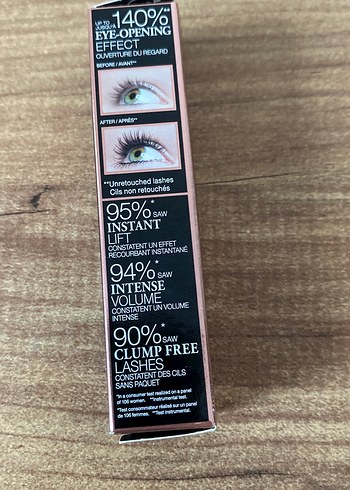 UP TO
JUSQU'À 140%**
EYE-OPENING
EFFECT
OUVERTURE DU REGARD
BEFORE / AVANT**
AFTER / APRÈS**
**Unretouched lashes
Cils non retouchés
95%* SAW
INSTANT
LIFT
CONSTATENT UN EFFET
RECOURBANT INSTANTANÉ
94%* SAW
INTENSE
VOLUME
CONSTATENT UN VOLUME
INTENSE
90%* SAW
CLUMP FREE
LASHES
CONSTATENT DES CILS
SANS PAQUET
*In a consumer test realized on a panel
of 106 women. **Instrumental test.
*Test consommateur réalisé sur un panel
de 106 femmes. **Test instrumental.